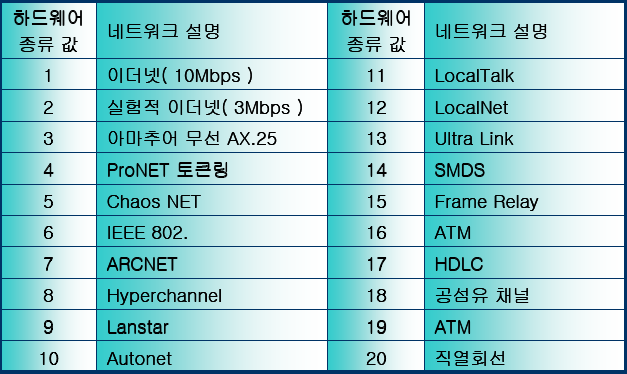 하드웨어 종류 값 네트워크 설명 하드웨어 종류 값 네트워크 설명
1 이더넷( 10Mbps ) 11 LocalTalk
2 실험적 이더넷( 3Mbps ) 12 LocalNet
3 아마추어 무선 AX.25 13 Ultra Link
4 ProNET 토큰링 14 SMDS
5 Chaos NET 15 Frame Relay
6 IEEE 802. 16 ATM
7 ARCNET 17 HDLC
8 Hyperchannel 18 공섬유 채널
9 Lanstar 19 ATM
10 Autonet 20 직열회선